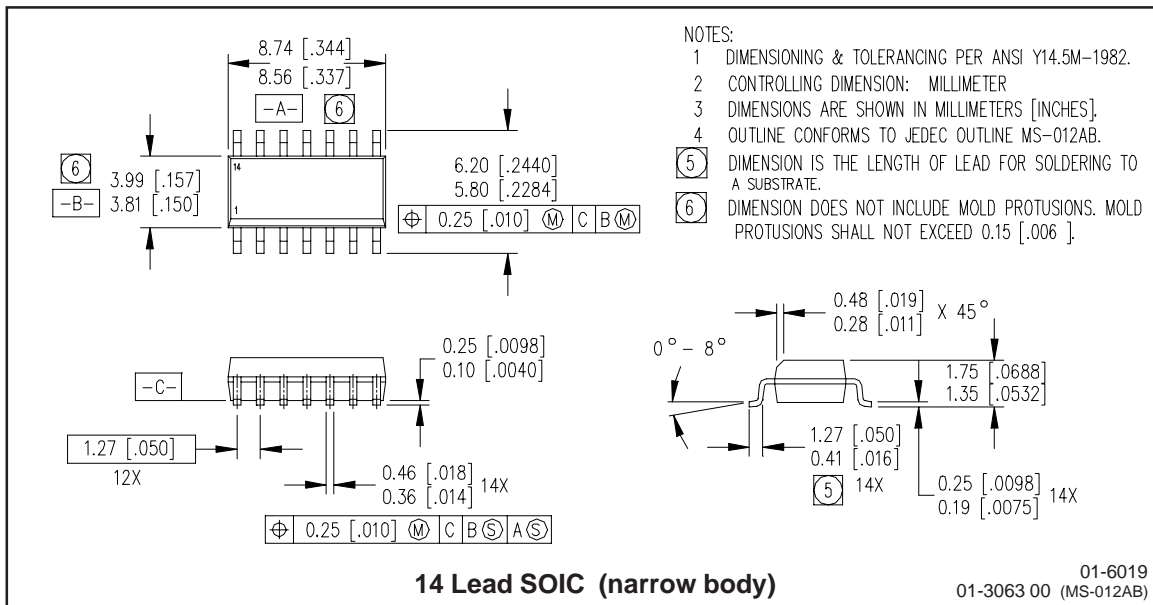 8.74 [.344]
8.56 [.337]
-A- 6
14
1
6
3.99 [.157]
3.81 [.150]
-B-
6.20 [.2440]
5.80 [.2284]
⌖ 0.25 [.010] Ⓜ C B Ⓜ
NOTES:
1 DIMENSIONING & TOLERANCING PER ANSI Y14.5M-1982.
2 CONTROLLING DIMENSION: MILLIMETER
3 DIMENSIONS ARE SHOWN IN MILLIMETERS [INCHES].
4 OUTLINE CONFORMS TO JEDEC OUTLINE MS-012AB.
5 DIMENSION IS THE LENGTH OF LEAD FOR SOLDERING TO
A SUBSTRATE.
6 DIMENSION DOES NOT INCLUDE MOLD PROTUSIONS. MOLD
PROTUSIONS SHALL NOT EXCEED 0.15 [.006 ].
-C-
0.25 [.0098]
0.10 [.0040]
1.27 [.050]
12X
0.46 [.018]
0.36 [.014] 14X
⌖ 0.25 [.010] Ⓜ C B Ⓢ A Ⓢ
0.48 [.019]
0.28 [.011] X 45°
0°- 8°
1.75 [.0688]
1.35 [.0532]
1.27 [.050]
0.41 [.016]
5 14X
0.25 [.0098]
0.19 [.0075] 14X
14 Lead SOIC (narrow body)
01-6019
01-3063 00 (MS-012AB)